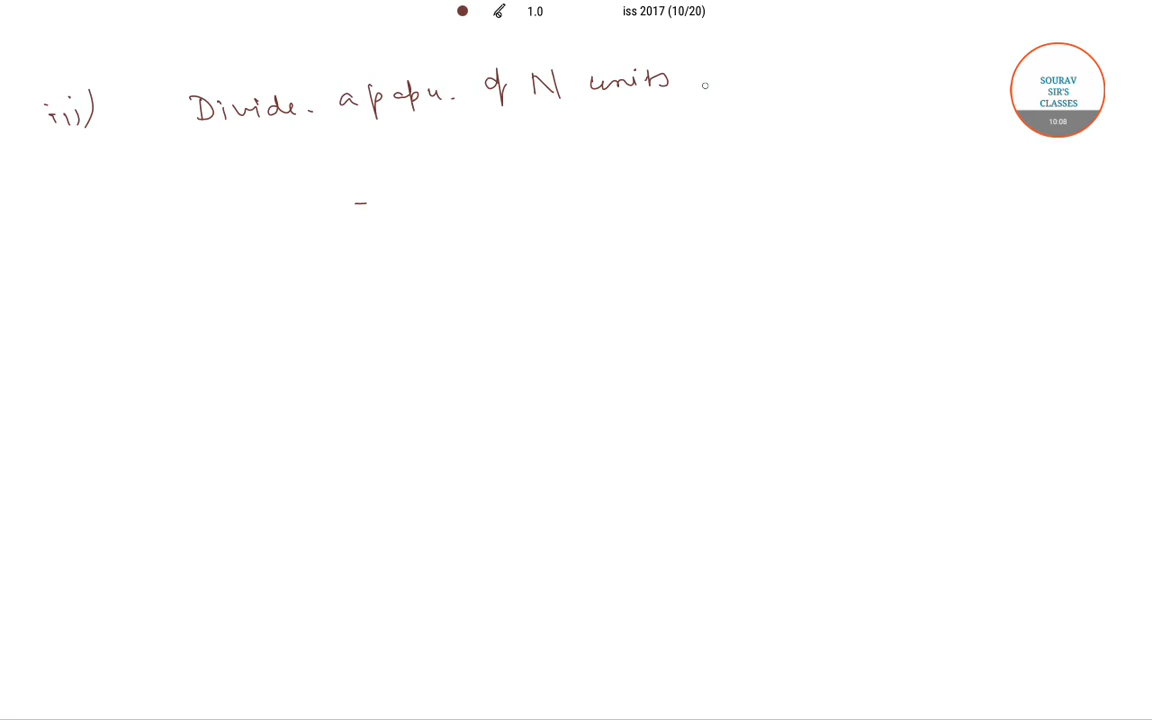 1.0 iss 2017 (10/20)
iii) Divide. a popu. of N units
SOURAV
SIR'S
CLASSES
10:08